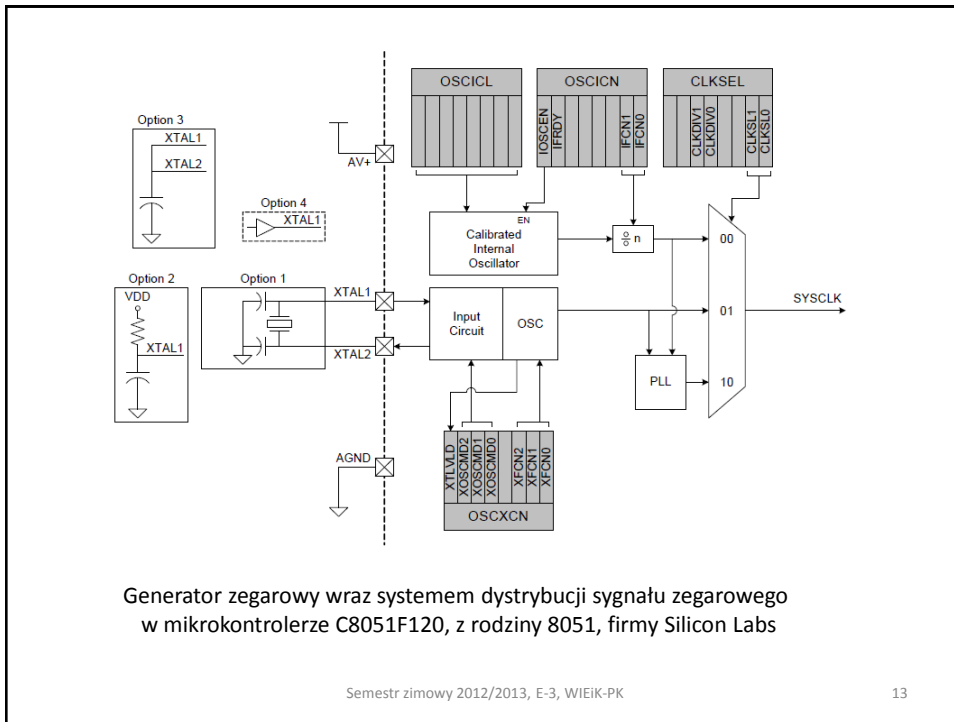 OSCICL
OSCICN
CLKSEL
IOSCEN
IFRDY
IFCN1
IFCN0
CLKDIV1
CLKDIV0
CLKSL1
CLKSL0
Option 3
XTAL1
XTAL2
AV+
Option 4
XTAL1
EN
Calibrated
Internal
Oscillator
÷ n
00
Option 2
VDD
XTAL1
Option 1
XTAL1
XTAL2
Input
Circuit
OSC
01
SYSCLK
PLL
10
AGND
XTLVLD
XOSCMD2
XOSCMD1
XOSCMD0
XFCN2
XFCN1
XFCN0
OSCXCN
Generator zegarowy wraz systemem dystrybucji sygnału zegarowego
w mikrokontrolerze C8051F120, z rodziny 8051, firmy Silicon Labs
Semestr zimowy 2012/2013, E-3, WIEiK-PK
13